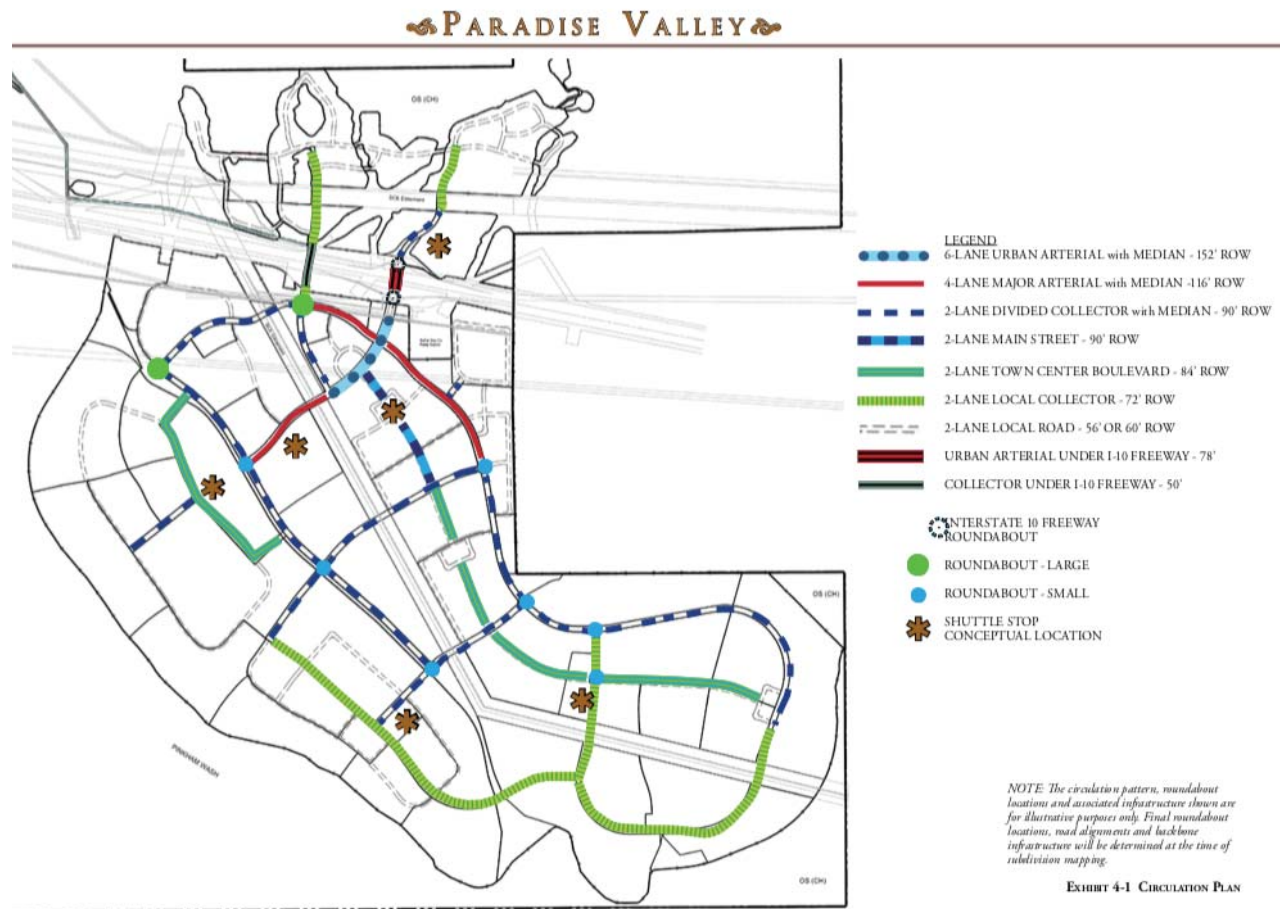 PARADISE VALLEY
OS (CH)
SCE Easement
LEGEND
6-LANE URBAN ARTERIAL with MEDIAN - 152' ROW
4-LANE MAJOR ARTERIAL with MEDIAN -116' ROW
2-LANE DIVIDED COLLECTOR with MEDIAN - 90' ROW
2-LANE MAIN STREET - 90' ROW
2-LANE TOWN CENTER BOULEVARD - 84' ROW
2-LANE LOCAL COLLECTOR - 72' ROW
2-LANE LOCAL ROAD - 56' OR 60' ROW
URBAN ARTERIAL UNDER I-10 FREEWAY - 78'
COLLECTOR UNDER I-10 FREEWAY - 50'
INTERSTATE 10 FREEWAY
ROUNDABOUT
ROUNDABOUT - LARGE
ROUNDABOUT - SMALL
SHUTTLE STOP
CONCEPTUAL LOCATION
OS (CH)
PINKHAM WASH
OS (CH)
NOTE: The circulation pattern, roundabout
locations and associated infrastructure shown are
for illustrative purposes only. Final roundabout
locations, road alignments and backbone
infrastructure will be determined at the time of
subdivision mapping.
EXHIBIT 4-1 CIRCULATION PLAN